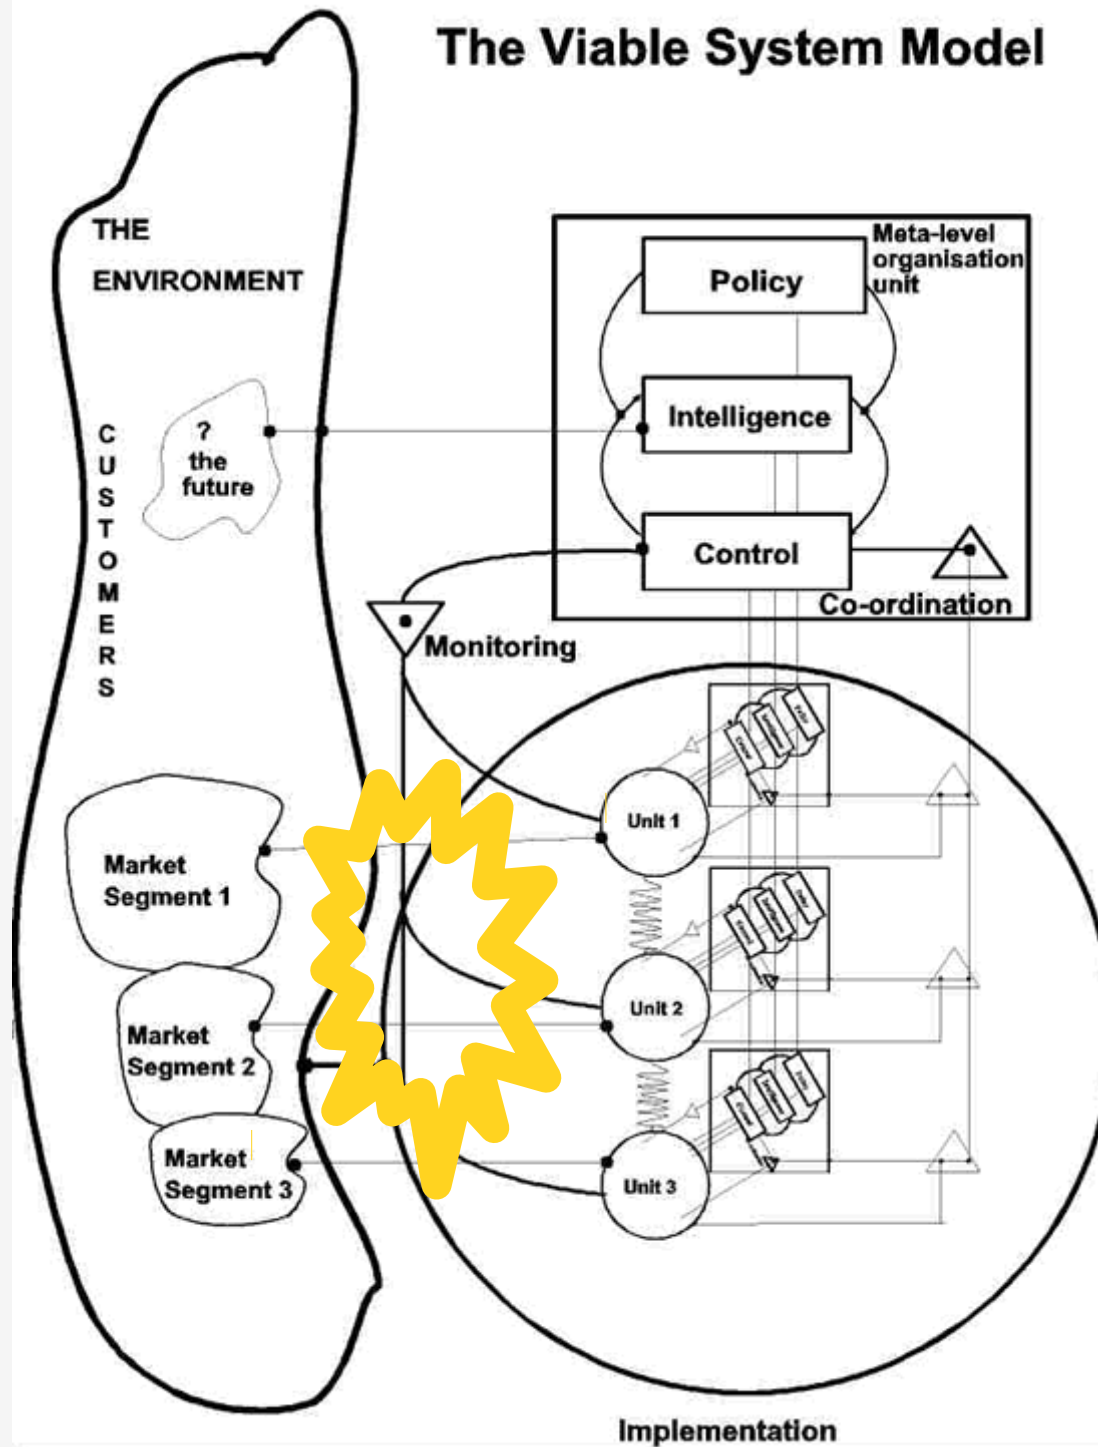 The Viable System Model
THE
ENVIRONMENT
CUSTOMERS
?
the
future
Meta-level
organisation
unit
Policy
Intelligence
Control
Co-ordination
Monitoring
Market
Segment 1
Market
Segment 2
Market
Segment 3
Unit 1
Unit 2
Unit 3
Implementation